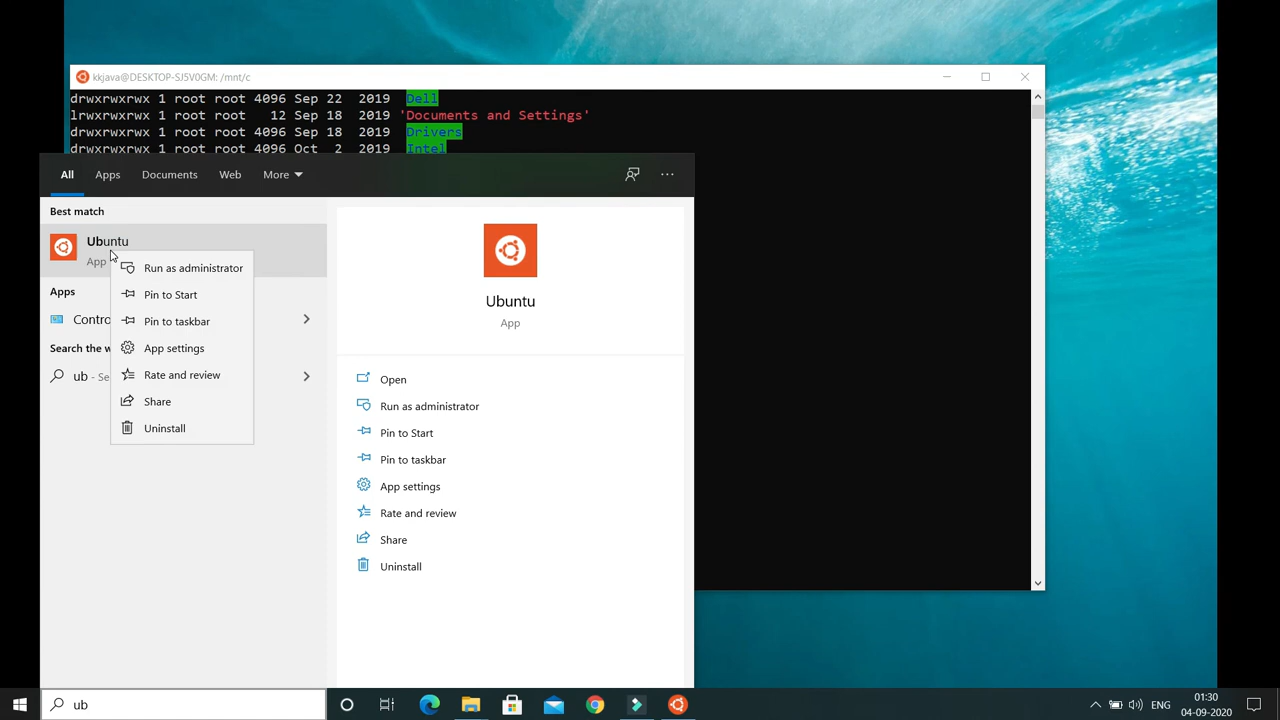 kkjava@DESKTOP-SJ5V0GM: /mnt/c
drwxrwxrwx 1 root root 4096 Sep 22 2019 Dell
lrwxrwxrwx 1 root root 12 Sep 18 2019 'Documents and Settings'
drwxrwxrwx 1 root root 4096 Sep 18 2019 Drivers
drwxrwxrwx 1 root root 4096 Oct 2 2019 Intel
All Apps Documents Web More
Best match
Ubuntu
App
Run as administrator
Pin to Start
Pin to taskbar
App settings
Rate and review
Share
Uninstall
Apps
Contro
Search the w
ub - Se
Ubuntu
App
Open
Run as administrator
Pin to Start
Pin to taskbar
App settings
Rate and review
Share
Uninstall
ub
ENG
01:30
04-09-2020